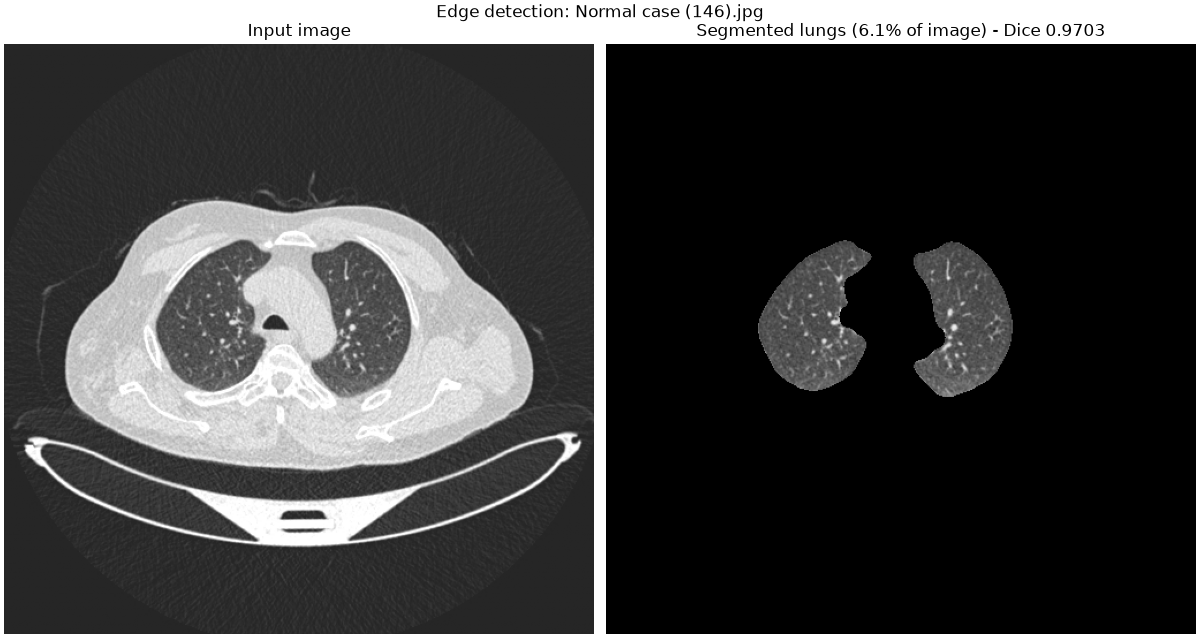 Edge detection: Normal case (146).jpg
Input image
Segmented lungs (6.1% of image) - Dice 0.9703